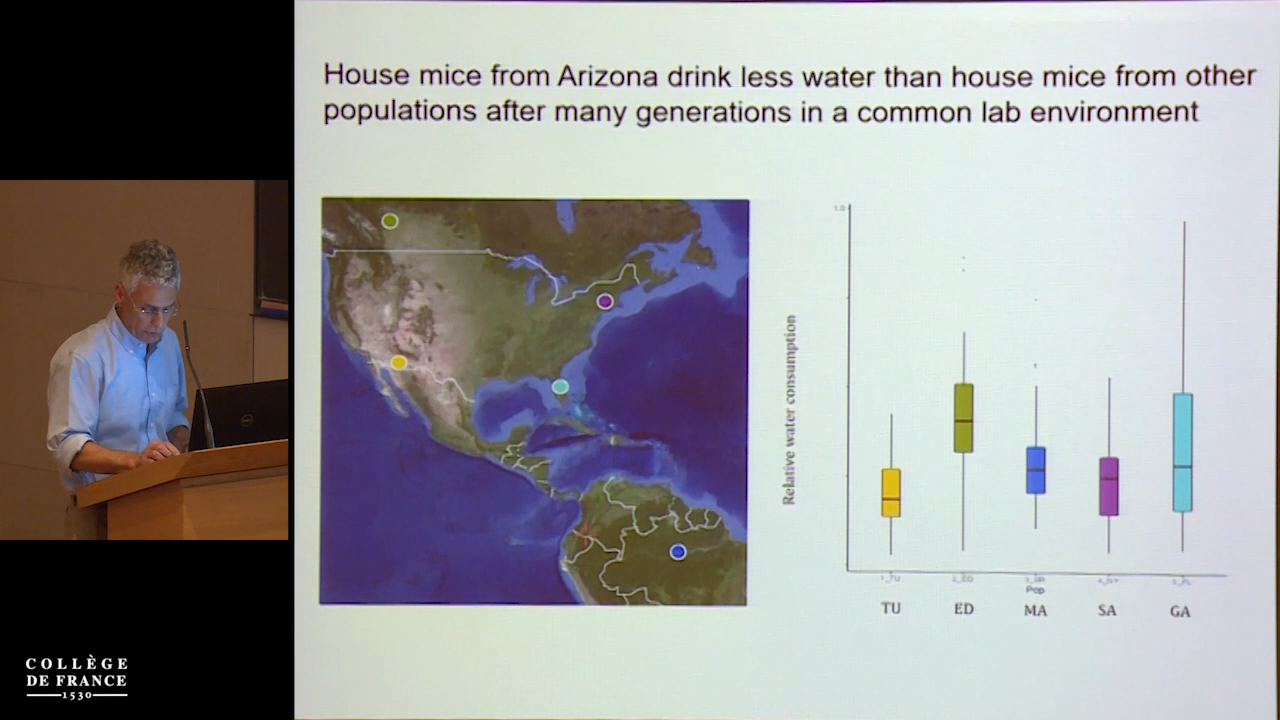 House mice from Arizona drink less water than house mice from other
populations after many generations in a common lab environment
Relative water consumption
Pop
TU ED MA SA GA
COLLÈGE
DE FRANCE
1530